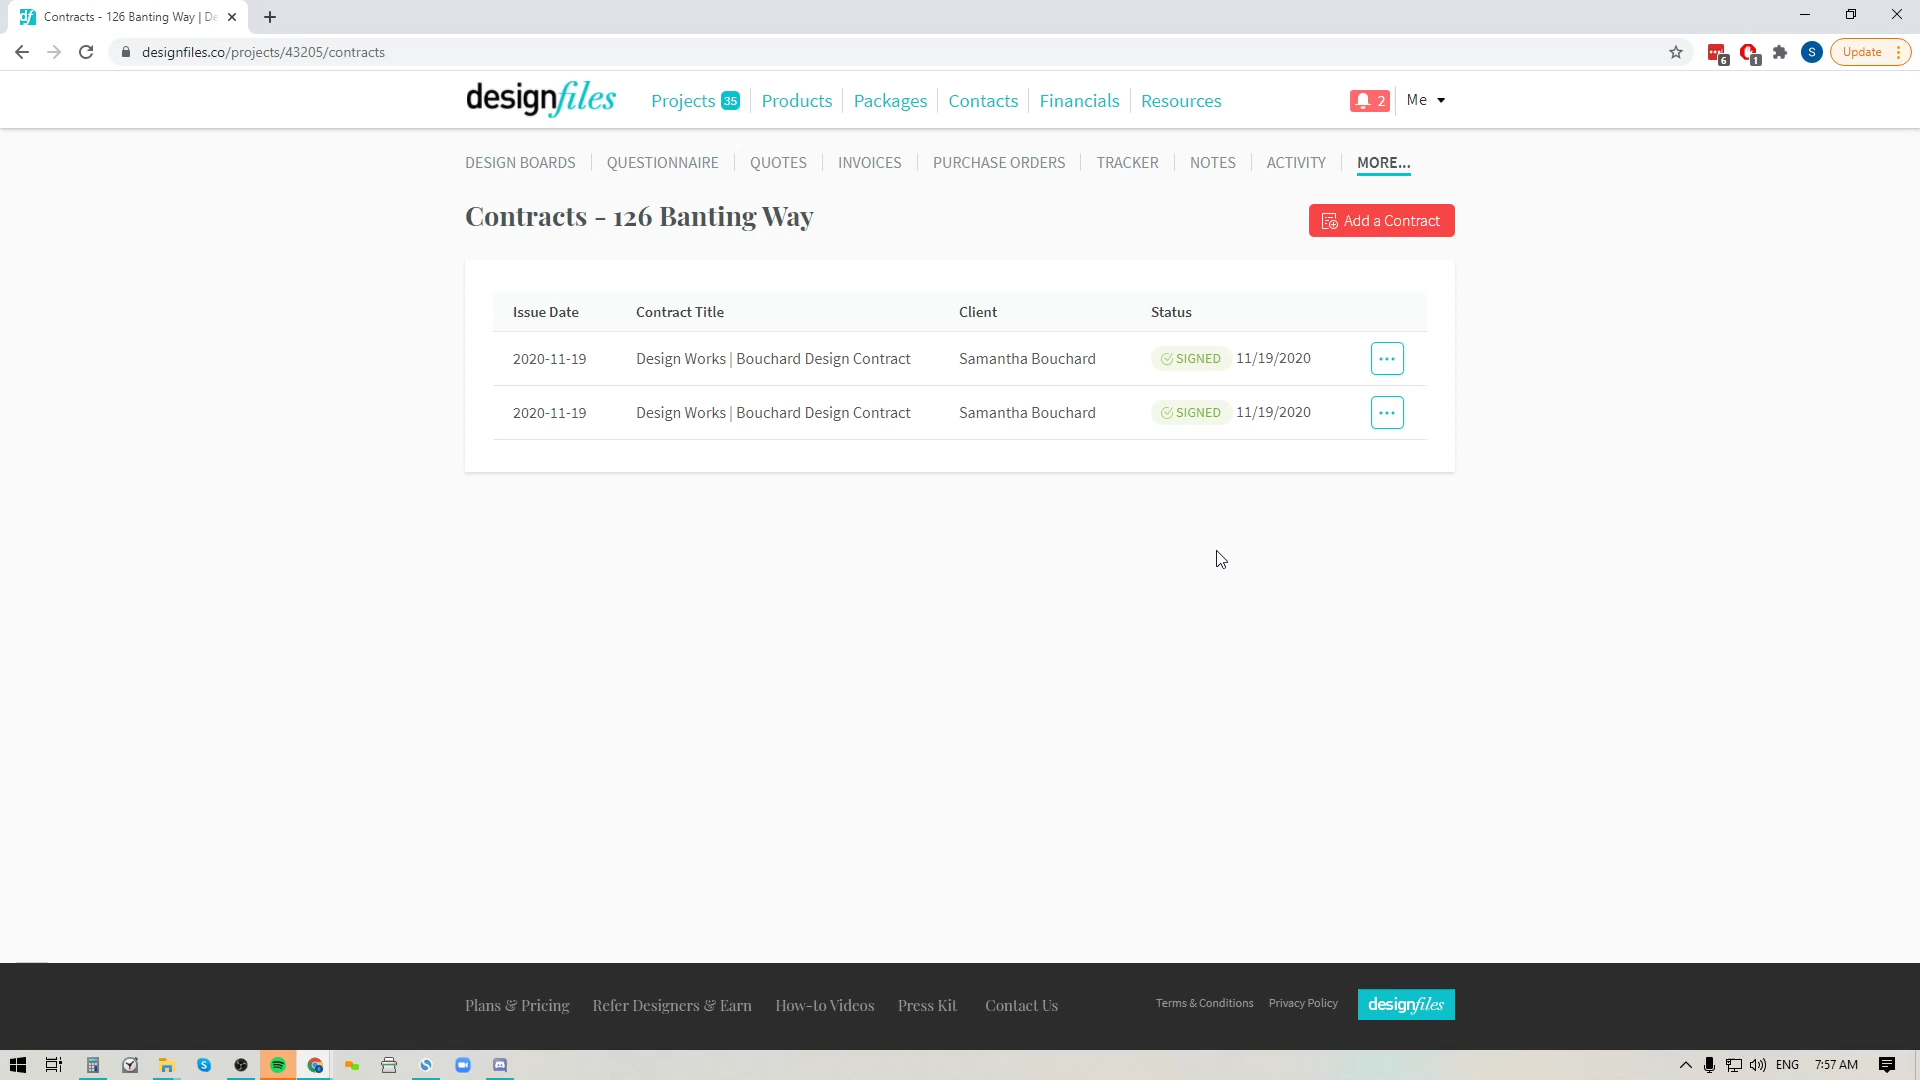 Contracts - 126 Banting Way | De
designfiles.co/projects/43205/contracts
6
1
S
Update
designfiles
Projects 35
Products
Packages
Contacts
Financials
Resources
2
Me
DESIGN BOARDS
QUESTIONNAIRE
QUOTES
INVOICES
PURCHASE ORDERS
TRACKER
NOTES
ACTIVITY
MORE...
Contracts - 126 Banting Way
Add a Contract
Issue Date Contract Title Client Status
2020-11-19 Design Works | Bouchard Design Contract Samantha Bouchard SIGNED 11/19/2020
2020-11-19 Design Works | Bouchard Design Contract Samantha Bouchard SIGNED 11/19/2020
Plans & Pricing
Refer Designers & Earn
How-to Videos
Press Kit
Contact Us
Terms & Conditions
Privacy Policy
designfiles
ENG
7:57 AM